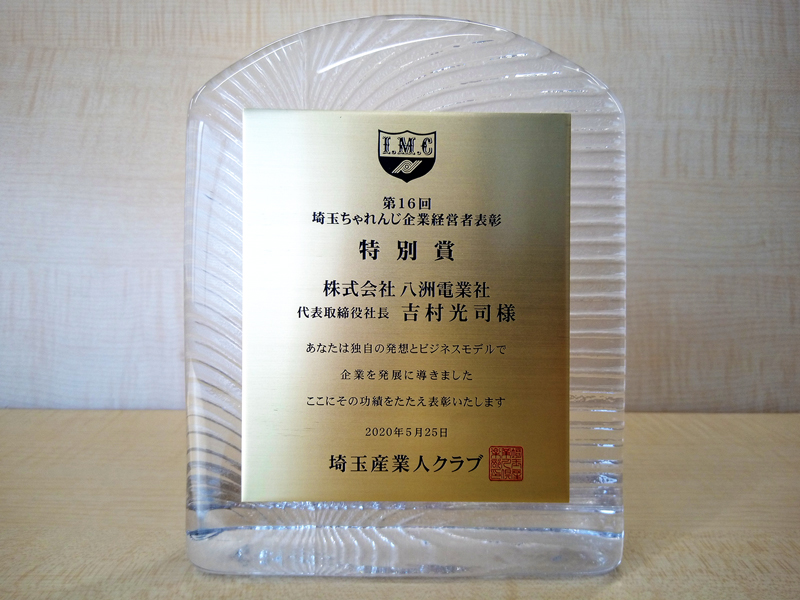 I.M.C
第16回
埼玉ちゃれんじ企業経営者表彰
特別賞
株式会社 八洲電業社
代表取締役社長 吉村光司様
あなたは独自の発想とビジネスモデルで
企業を発展に導きました
ここにその功績をたたえ表彰いたします
2020年5月25日
埼玉産業人クラブ